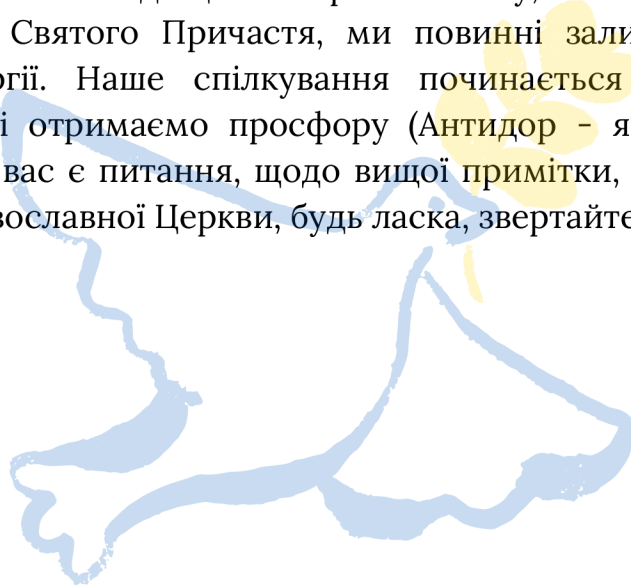 Святого Причастя, ми повинні зали
гії. Наше спілкування починається
і отримаємо просфору (Антидор - я
вас є питання, щодо вищої примітки,
вославної Церкви, будь ласка, звертайте